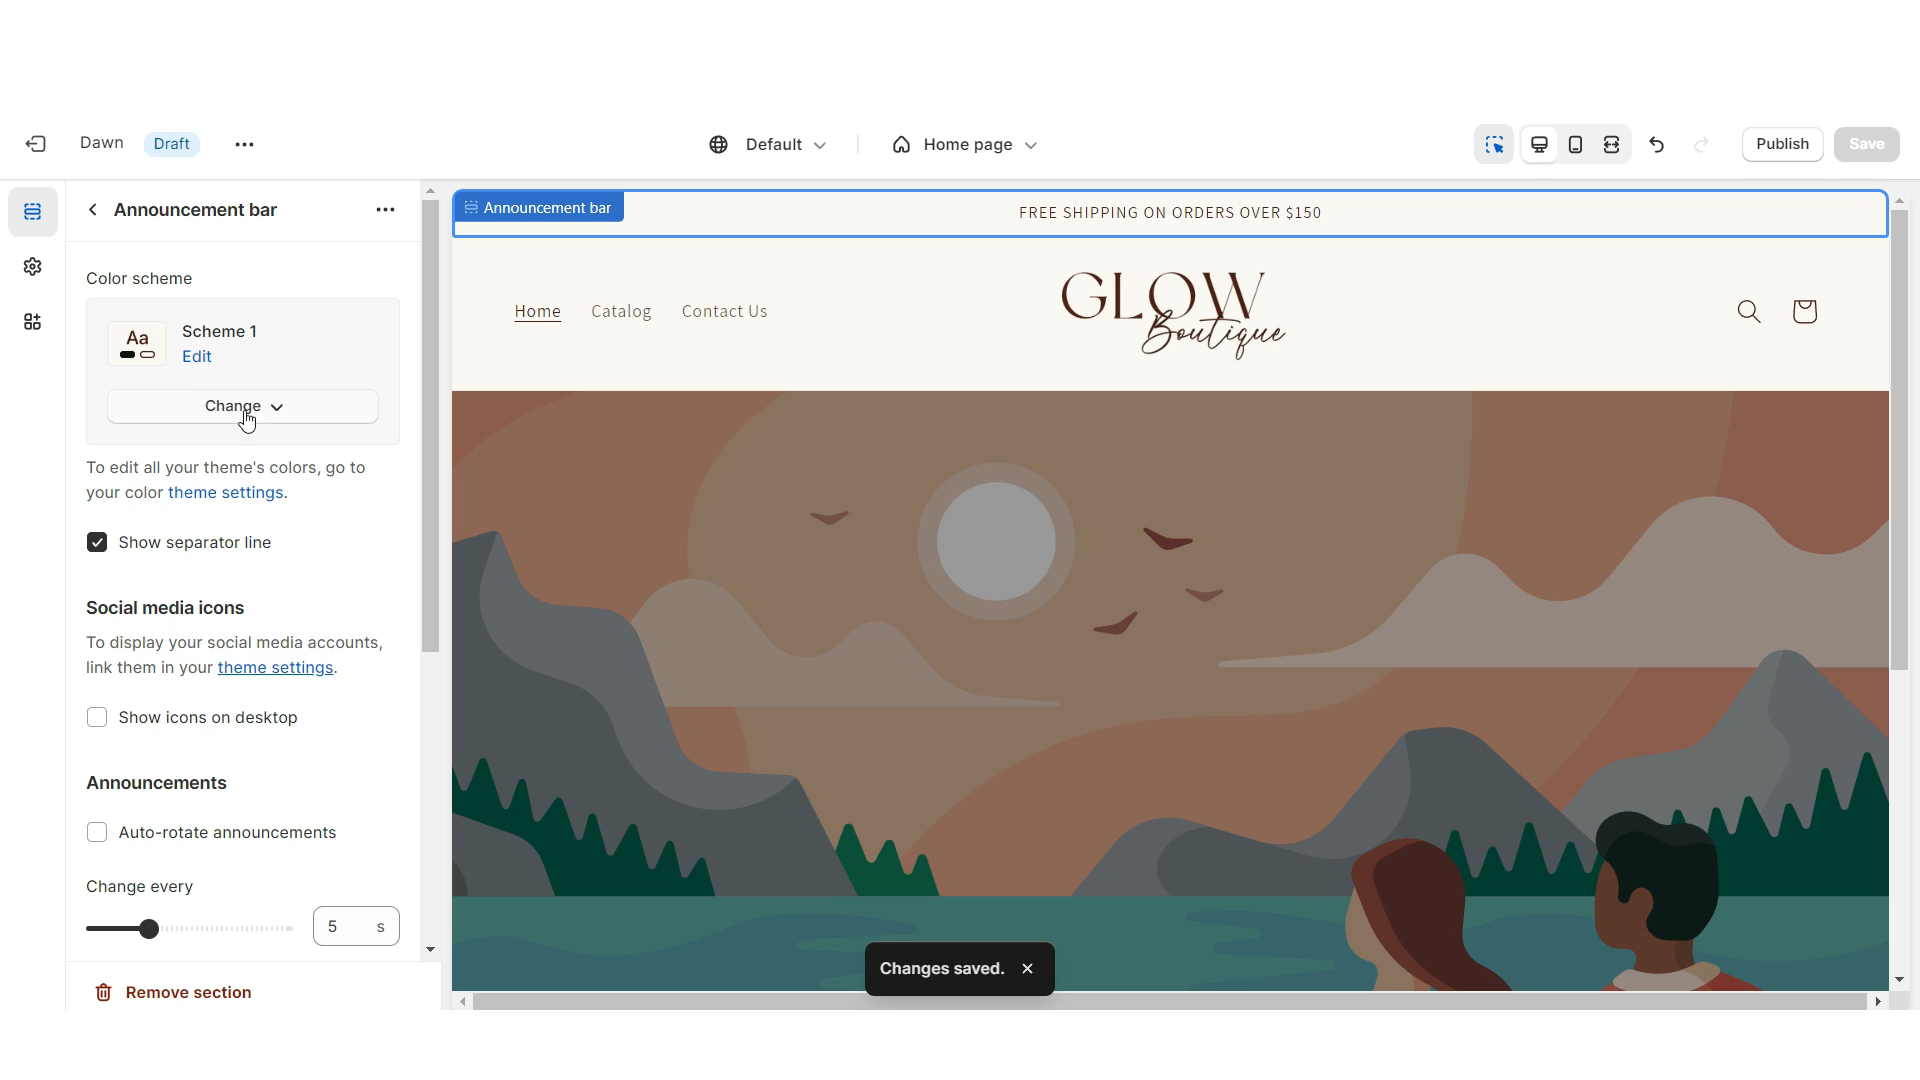 Dawn
Draft
Default
Home page
Publish
Save
Announcement bar
Color scheme
Aa
Scheme 1
Edit
Change
To edit all your theme's colors, go to
your color theme settings.
Show separator line
Social media icons
To display your social media accounts,
link them in your theme settings.
Show icons on desktop
Announcements
Auto-rotate announcements
Change every
5 s
Remove section
Announcement bar
FREE SHIPPING ON ORDERS OVER $150
Home
Catalog
Contact Us
GLOW
Boutique
Changes saved.